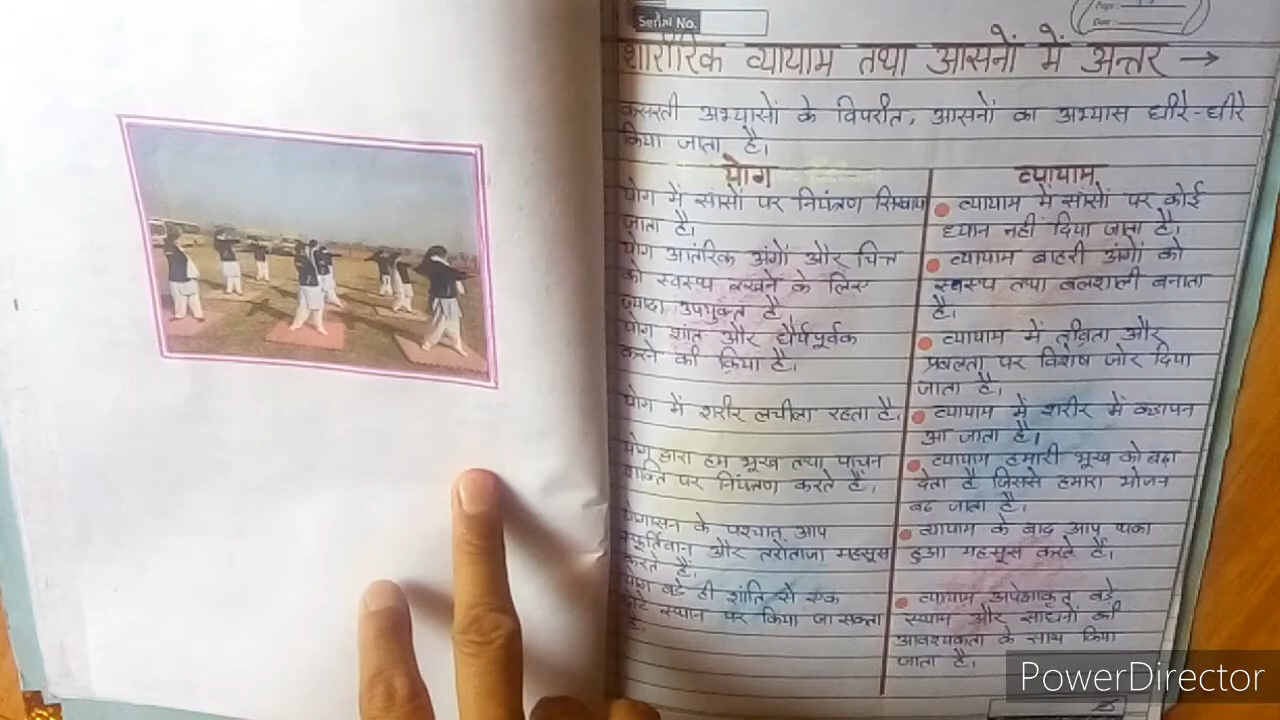 Serial No.
Page :
Date :
शारीरिक व्यायाम तथा आसनों में अन्तर →
कसरती अभ्यासों के विपरीत, आसनों का अभ्यास धीरे-धीरे
किया जाता है।
योग
योग में सांसों पर नियंत्रण सिखाया
जाता है।
योग आंतरिक अंगों और चित्त
को स्वस्थ रखने के लिए
ज्यादा उपयुक्त है
योग शांत और धैर्यपूर्वक
करने की क्रिया है।
योग में शरीर लचीला रहता है।
योग द्वारा हम भूख तथा पाचन
शक्ति पर नियंत्रण करते हैं।
योगासन के पश्चात् आप
स्फूर्तिवान और तरोताजा महसूस
करते हैं।
योग बडे ही शांति से एक
छोटे स्थान पर किया जा सकता
है।
व्यायाम
व्यायाम में सांसों पर कोई
ध्यान नहीं दिया जाता है।
व्यायाम बाहरी अंगों को
स्वस्थ तथा बलशाली बनाता
है।
व्यायाम में तीव्रता और
प्रबलता पर विशेष जोर दिया
जाता है।
व्यायाम में शरीर में कडापन
आ जाता है।
व्यायाम हमारी भूख को बढा
देता है जिससे हमारा भोजन
बढ जाता है।
व्यायाम के बाद आप थका
हुआ महसूस करते हैं।
व्यायाम अपेक्षाकृत बडे
स्थान और साधनों की
आवश्यकता के साथ किया
जाता है।
PowerDirector